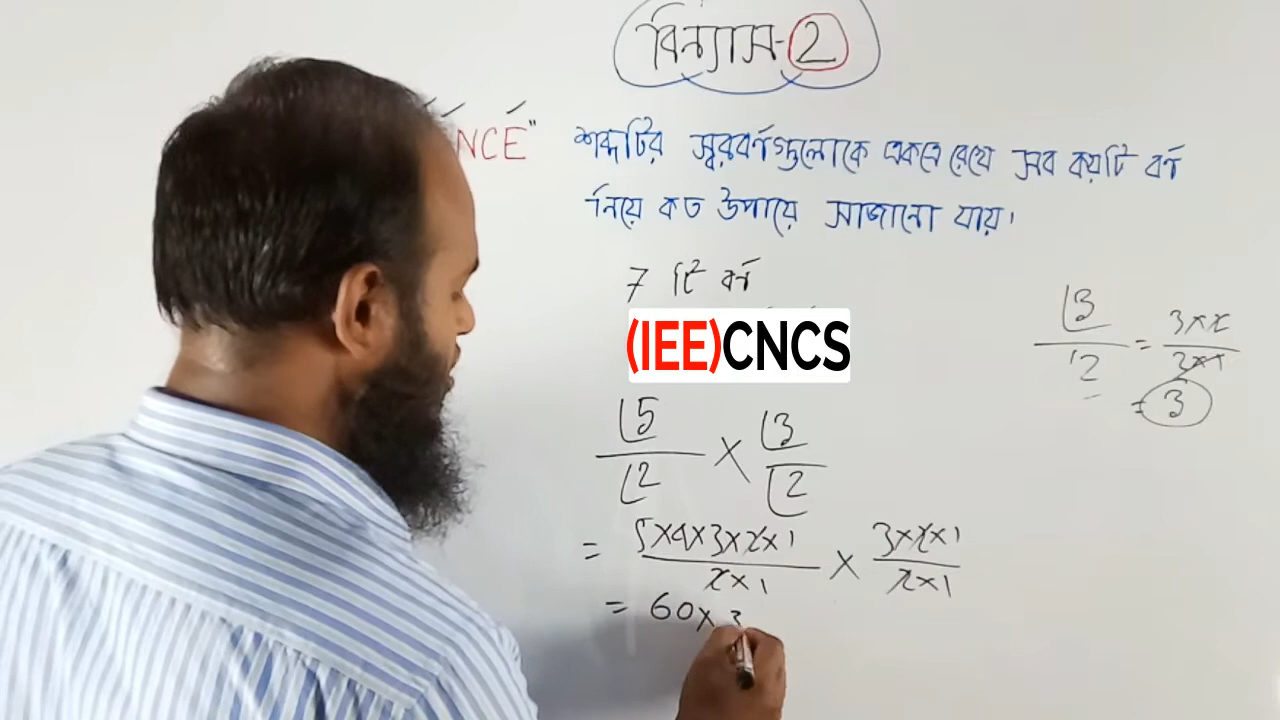 বিন্যাস-2
NCE" শব্দটির স্বরবর্ণগুলোকে একত্রে রেখে সব কয়টি বর্ণ
নিয়ে কত উপায়ে সাজানো যায়।
7 টি বর্ণ
(IEE)CNCS
⌊5/⌊2 × ⌊3/⌊2
= 5×4×3×2×1/2×1 × 3×2×1/2×1
= 60×3
⌊3/⌊2 = 3×2/2×1
= 3